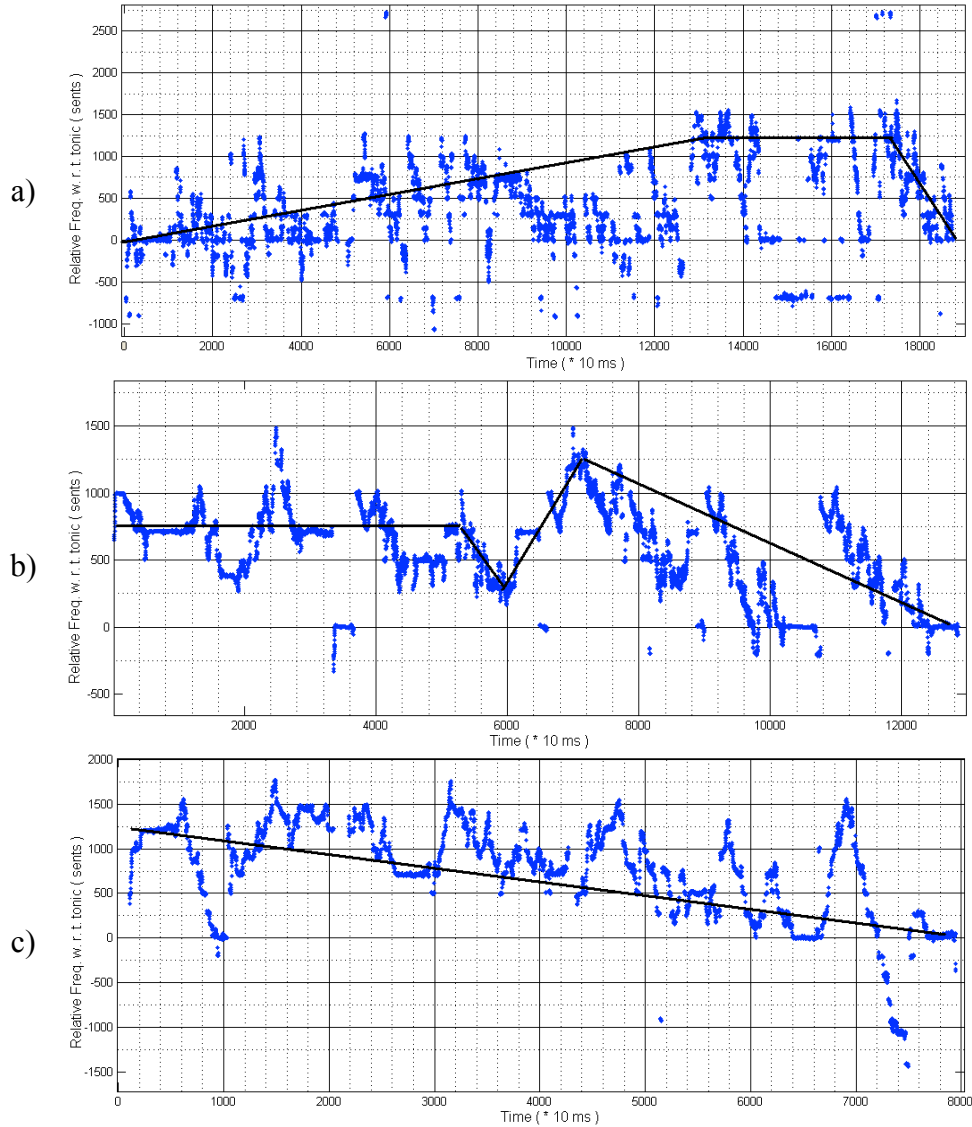 a)
Relative Freq. w. r. t. tonic ( sents )
2500
2000
1500
1000
500
0
-500
-1000
0 2000 4000 6000 8000 10000 12000 14000 16000 18000
Time ( * 10 ms )
b)
Relative Freq. w. r. t. tonic ( sents )
1500
1000
500
0
-500
2000 4000 6000 8000 10000 12000
Time ( * 10 ms )
c)
Relative Freq. w. r. t. tonic ( sents )
2000
1500
1000
500
0
-500
-1000
-1500
0 1000 2000 3000 4000 5000 6000 7000 8000
Time ( * 10 ms )